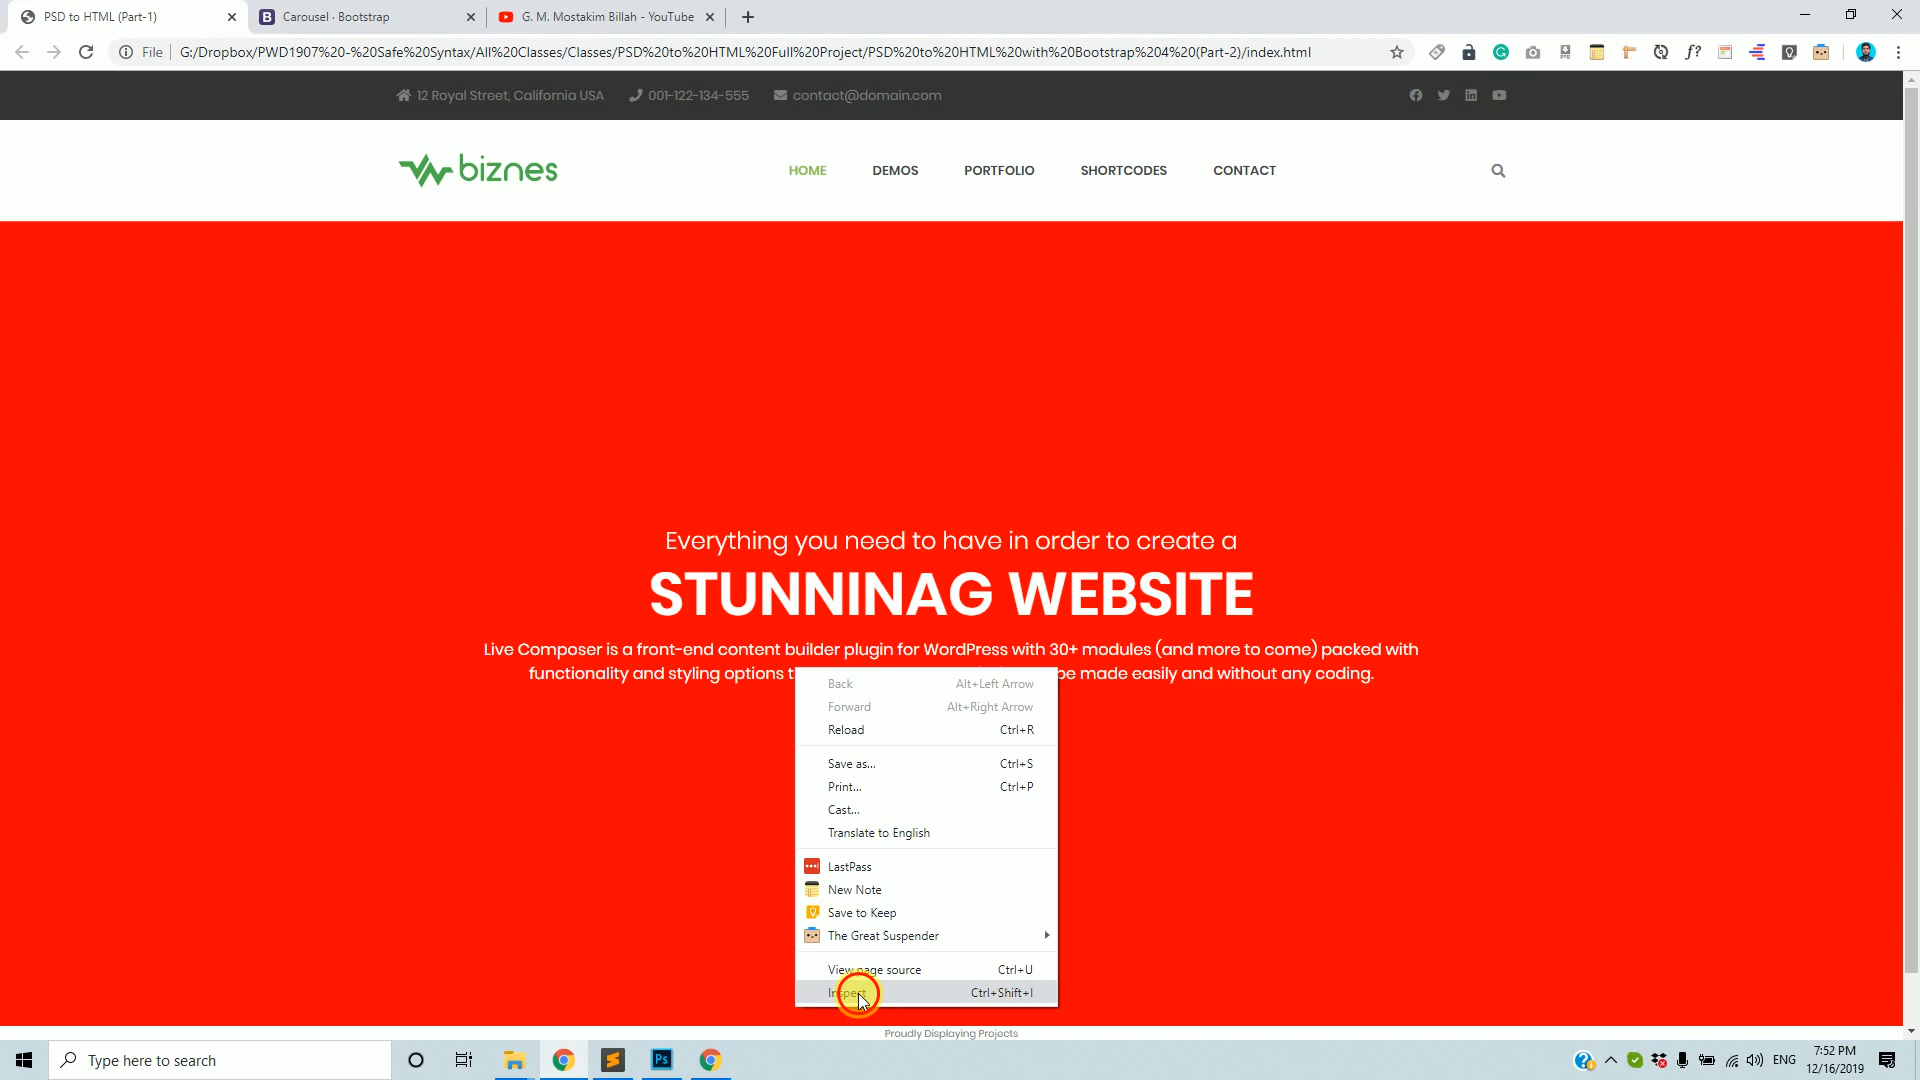 PSD to HTML (Part-1)
Carousel · Bootstrap
G. M. Mostakim Billah - YouTube
File
G:/Dropbox/PWD1907%20-%20Safe%20Syntax/All%20Classes/Classes/PSD%20to%20HTML%20Full%20Project/PSD%20to%20HTML%20with%20Bootstrap%204%20(Part-2)/index.html
12 Royal Street, California USA
001-122-134-555
contact@domain.com
biznes
HOME
DEMOS
PORTFOLIO
SHORTCODES
CONTACT
Everything you need to have in order to create a
STUNNINAG WEBSITE
Live Composer is a front-end content builder plugin for WordPress with 30+ modules (and more to come) packed with
functionality and styling options t
be made easily and without any coding.
Back Alt+Left Arrow
Forward Alt+Right Arrow
Reload Ctrl+R
Save as... Ctrl+S
Print... Ctrl+P
Cast...
Translate to English
LastPass
New Note
Save to Keep
The Great Suspender
View page source Ctrl+U
Inspect Ctrl+Shift+I
Proudly Displaying Projects
Type here to search
Ps
ENG
7:52 PM
12/16/2019